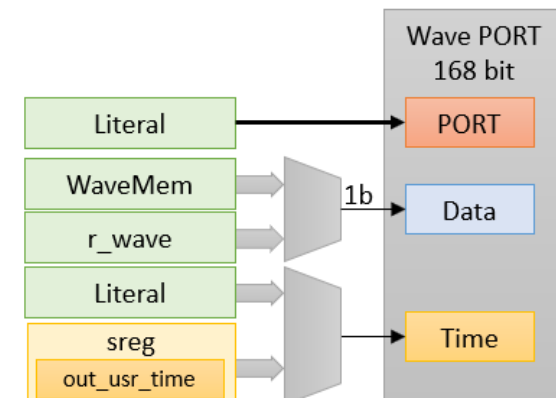 Wave PORT
168 bit
Literal
PORT
WaveMem
1b
Data
r_wave
Literal
sreg
Time
out_usr_time